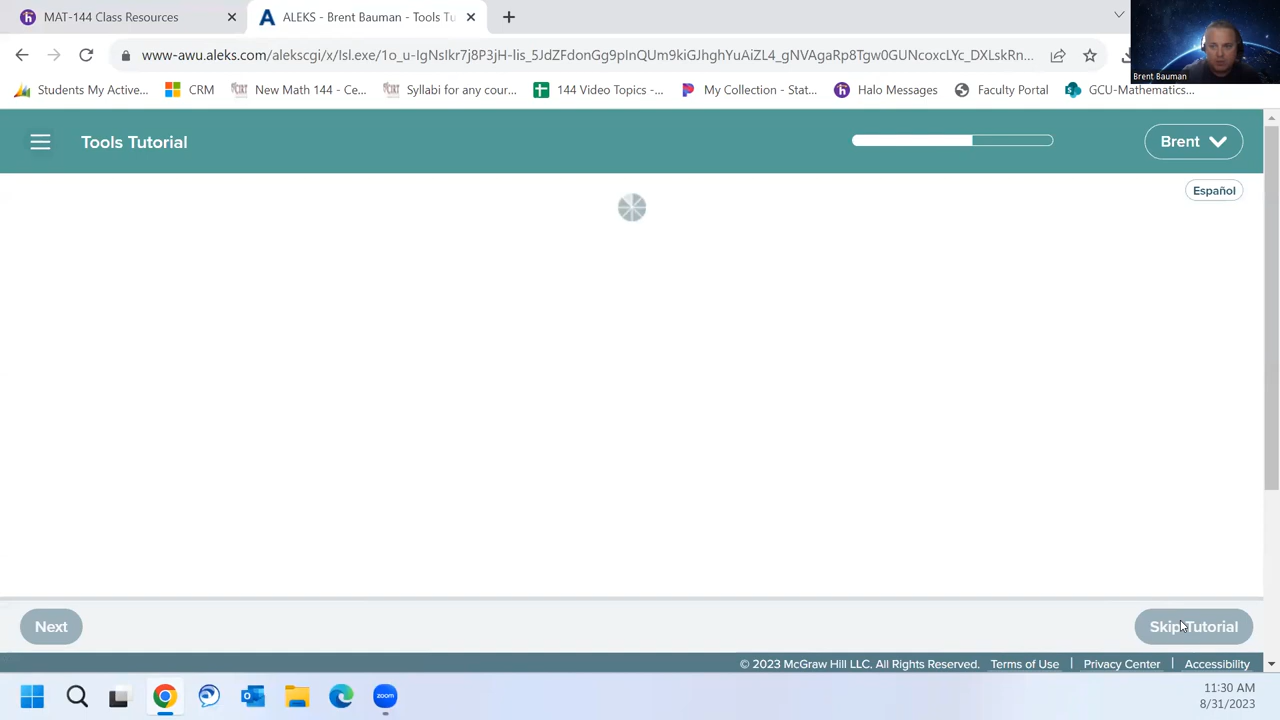 MAT-144 Class Resources
ALEKS - Brent Bauman - Tools Tu
www-awu.aleks.com/alekscgi/x/Isl.exe/1o_u-IgNsIkr7j8P3jH-lis_5JdZFdonGg9pInQUm9kiGJhghYuAiZL4_gNVAgaRp8Tgw0GUNcoxcLYc_DXLskRn...
Brent Bauman
Students My Active...
CRM
New Math 144 - Ce...
Syllabi for any cour...
144 Video Topics -...
My Collection - Stat...
Halo Messages
Faculty Portal
GCU-Mathematics...
Tools Tutorial
Brent
Español
Next
Skip Tutorial
© 2023 McGraw Hill LLC. All Rights Reserved. Terms of Use | Privacy Center | Accessibility
zoom
11:30 AM
8/31/2023